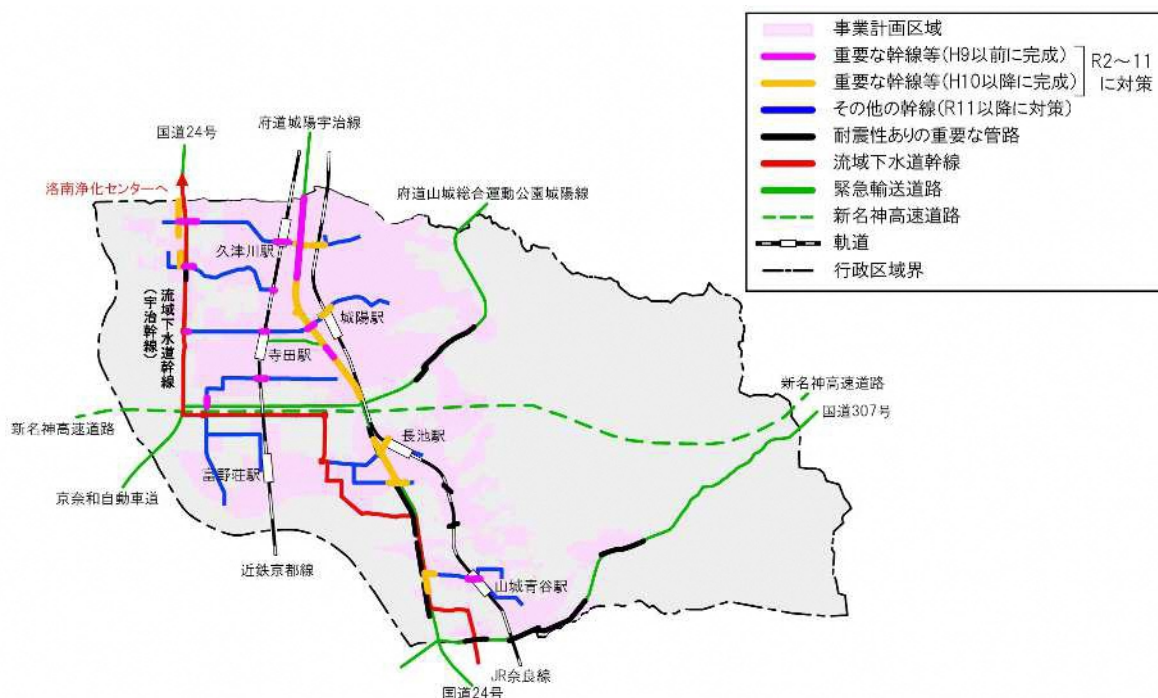 事業計画区域
重要な幹線等(H9以前に完成)
重要な幹線等(H10以降に完成)
R2～11
に対策
その他の幹線(R11以降に対策)
耐震性ありの重要な管路
流域下水道幹線
緊急輸送道路
新名神高速道路
軌道
行政区域界
国道24号
府道城陽宇治線
洛南浄化センターへ
府道山城総合運動公園城陽線
久津川駅
流域下水道幹線
(宇治幹線)
城陽駅
寺田駅
新名神高速道路
国道307号
新名神高速道路
長池駅
富野荘駅
京奈和自動車道
近鉄京都線
山城青谷駅
JR奈良線
国道24号